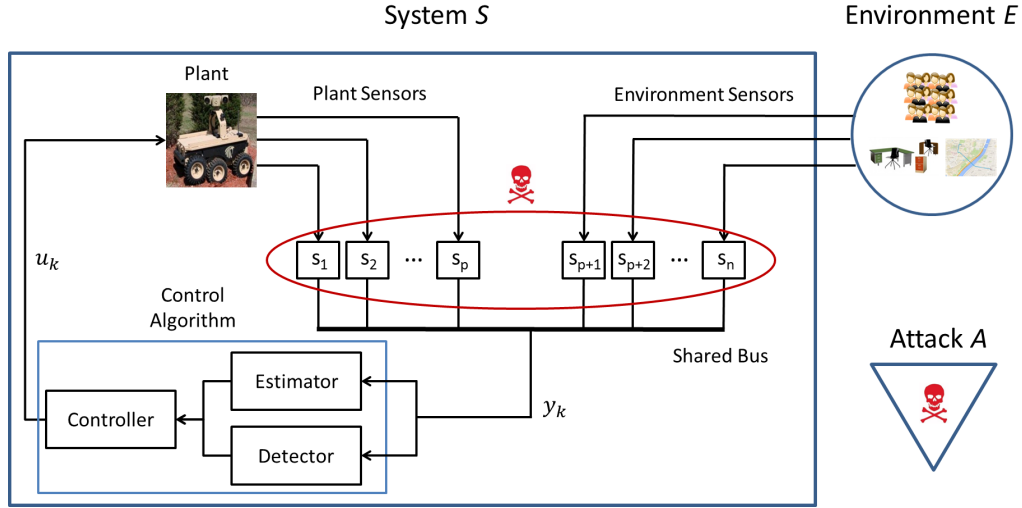 System S
Environment E
Plant
Plant Sensors
Environment Sensors
s1
s2
...
sp
sp+1
sp+2
...
sn
uk
Control
Algorithm
Shared Bus
Attack A
Estimator
Controller
yk
Detector